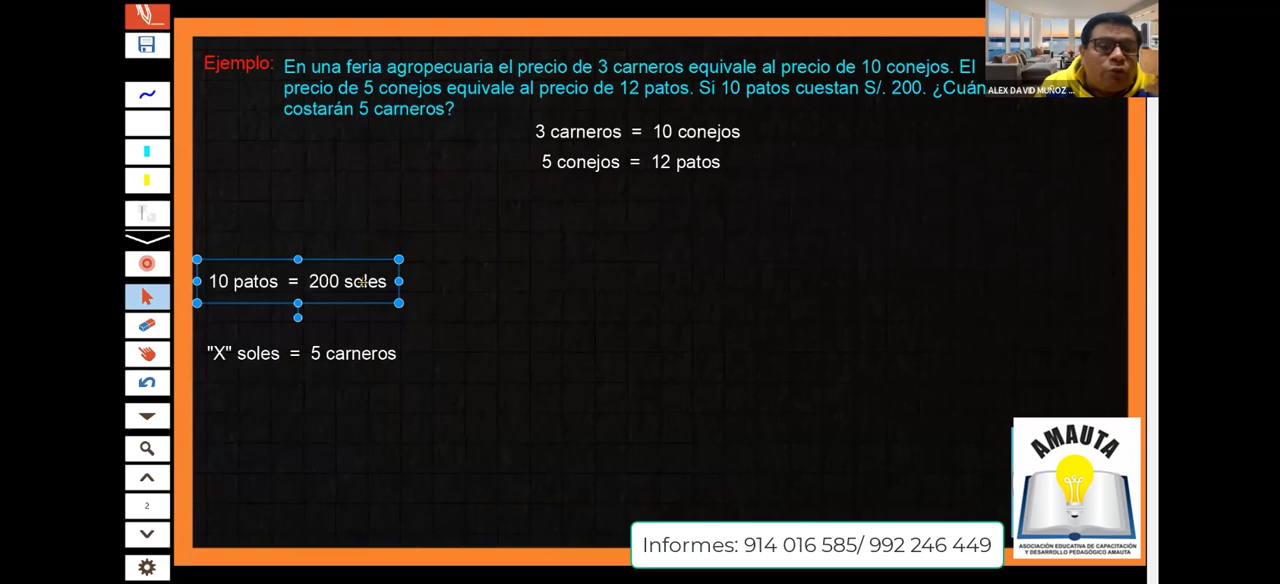 Ejemplo: En una feria agropecuaria el precio de 3 carneros equivale al precio de 10 conejos. El
precio de 5 conejos equivale al precio de 12 patos. Si 10 patos cuestan S/. 200. ¿Cuán
costarán 5 carneros?
ALEX DAVID MUÑOZ ...
3 carneros = 10 conejos
5 conejos = 12 patos
10 patos = 200 soles
"X" soles = 5 carneros
2
AMAUTA
ASOCIACIÓN EDUCATIVA DE CAPACITACIÓN
Y DESARROLLO PEDAGÓGICO AMAUTA
Informes: 914 016 585/ 992 246 449